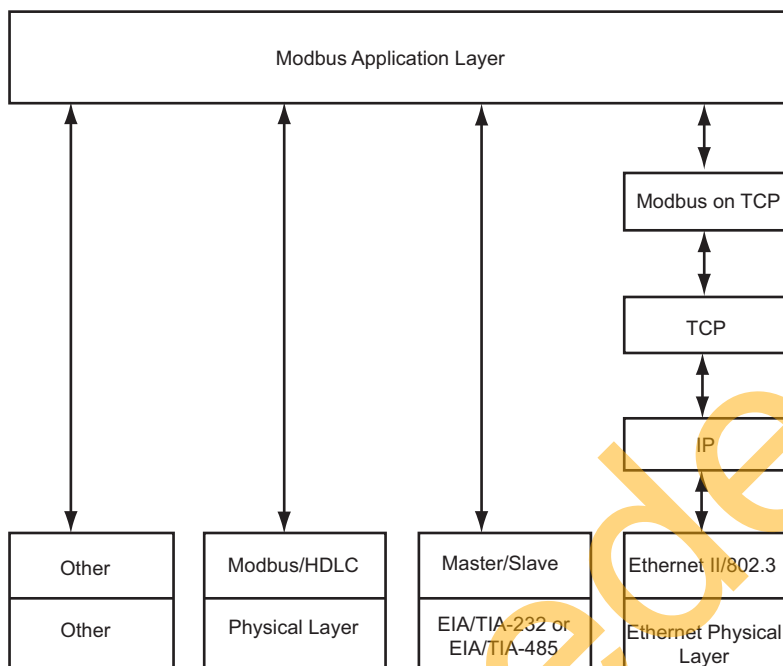 Modbus Application Layer
Modbus on TCP
TCP
IP
Other
Modbus/HDLC
Master/Slave
Ethernet II/802.3
Other
Physical Layer
EIA/TIA-232 or
EIA/TIA-485
Ethernet Physical
Layer
ede